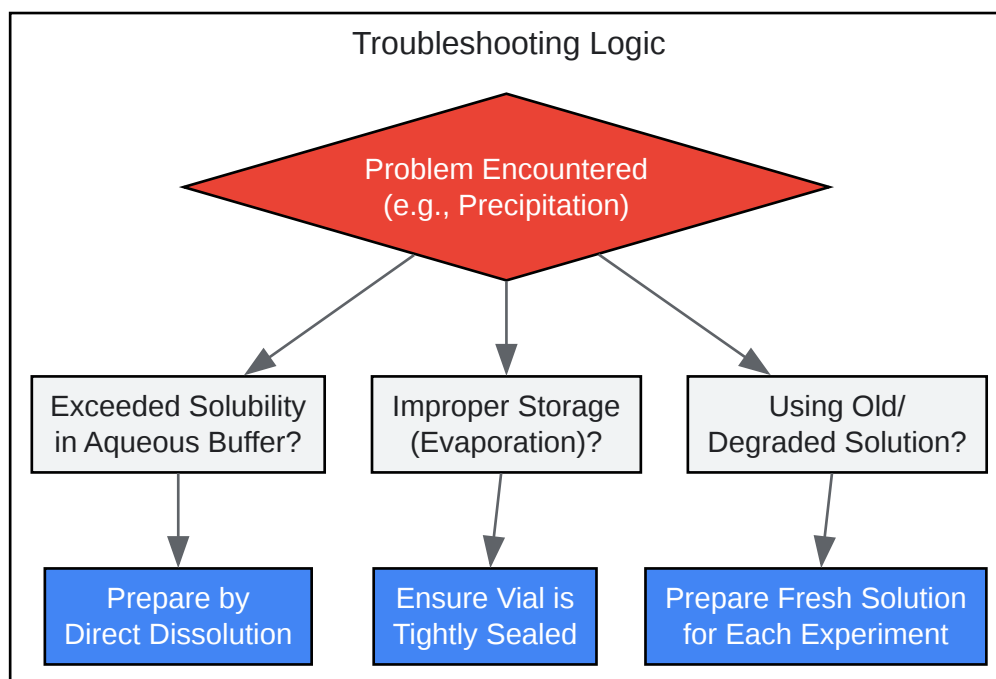 Troubleshooting Logic
Problem Encountered
(e.g., Precipitation)
Exceeded Solubility
in Aqueous Buffer?
Improper Storage
(Evaporation)?
Using Old/
Degraded Solution?
Prepare by
Direct Dissolution
Ensure Vial is
Tightly Sealed
Prepare Fresh Solution
for Each Experiment